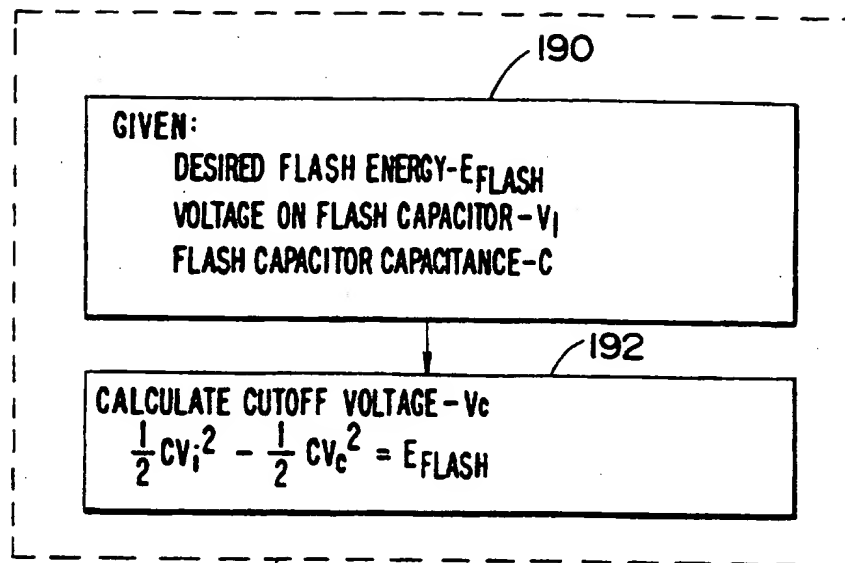 190
GIVEN:
DESIRED FLASH ENERGY-E_FLASH
VOLTAGE ON FLASH CAPACITOR-V_I
FLASH CAPACITOR CAPACITANCE-C
192
CALCULATE CUTOFF VOLTAGE-Vc
1/2 CV_i^2 - 1/2 CV_c^2 = E_FLASH